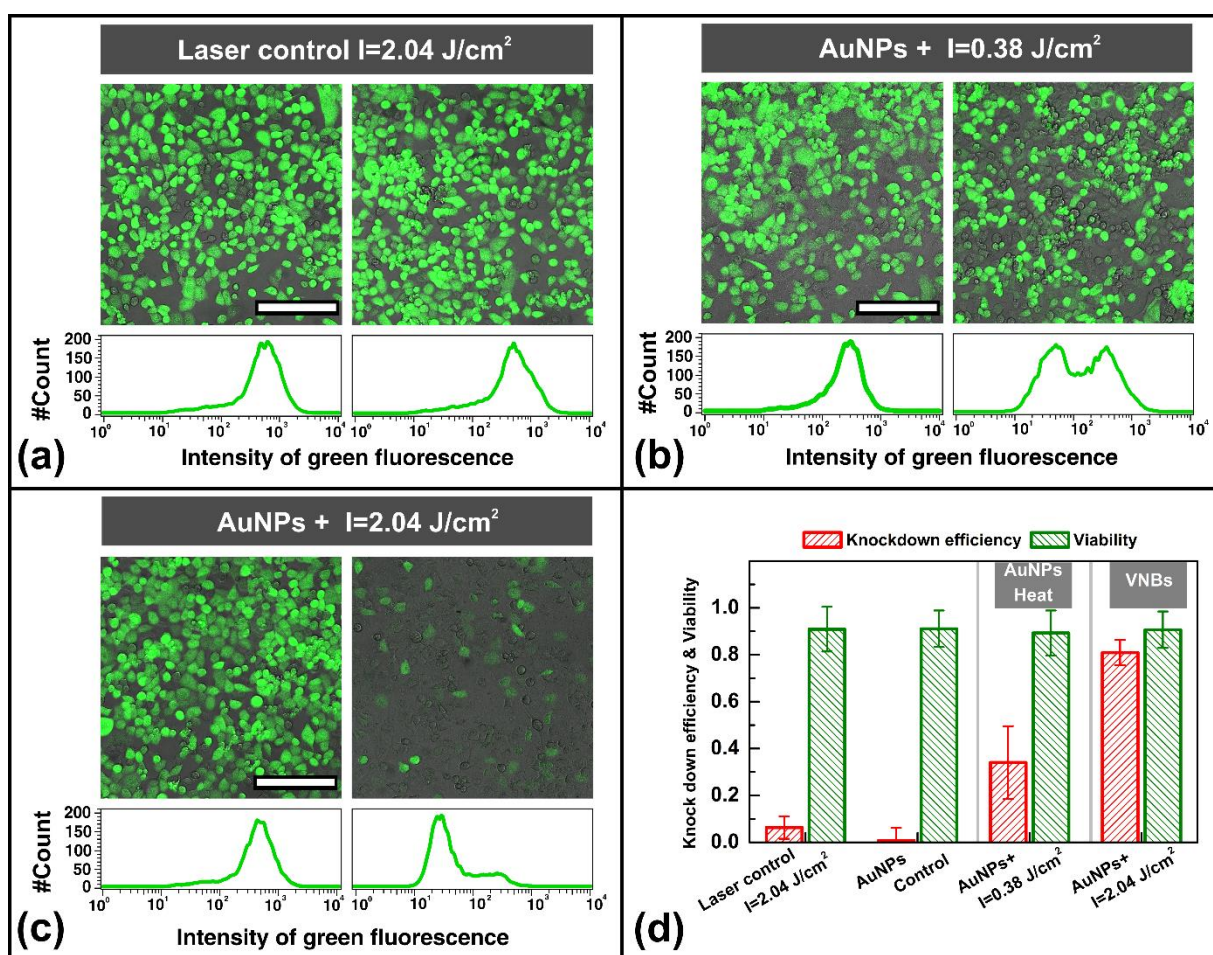 Laser control I=2.04 J/cm²
#Count
200
150
100
50
0
10⁰ 10¹ 10² 10³ 10⁴
10⁰ 10¹ 10² 10³ 10⁴
Intensity of green fluorescence
(a)
AuNPs + I=0.38 J/cm²
#Count
200
150
100
50
0
10⁰ 10¹ 10² 10³ 10⁴
10⁰ 10¹ 10² 10³ 10⁴
Intensity of green fluorescence
(b)
AuNPs + I=2.04 J/cm²
#Count
200
150
100
50
0
10⁰ 10¹ 10² 10³ 10⁴
10⁰ 10¹ 10² 10³ 10⁴
Intensity of green fluorescence
(c)
Knockdown efficiency Viability
AuNPs
Heat
VNBs
Knock down efficiency & Viability
1.0
0.8
0.6
0.4
0.2
0.0
Laser control
I=2.04 J/cm²
AuNPs
Control
AuNPs+
I=0.38 J/cm²
AuNPs+
I=2.04 J/cm²
(d)